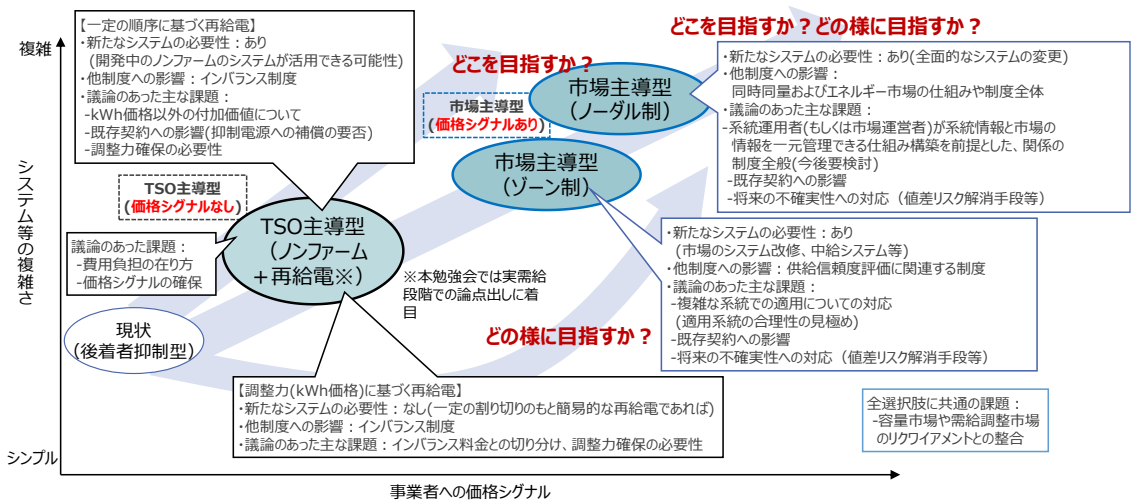 複雑
システム等の複雑さ
シンプル
事業者への価格シグナル
【一定の順序に基づく再給電】
・新たなシステムの必要性：あり
(開発中のノンファームのシステムが活用できる可能性)
・他制度への影響：インバランス制度
・議論のあった主な課題：
-kWh価格以外の付加価値について
-既存契約への影響(抑制電源への補償の要否)
-調整力確保の必要性
どこを目指すか？
どこを目指すか？どの様に目指すか？
市場主導型
(価格シグナルあり)
市場主導型
（ノーダル制）
市場主導型
（ゾーン制）
・新たなシステムの必要性：あり(全面的なシステムの変更)
・他制度への影響：
同時同量およびエネルギー市場の仕組みや制度全体
・議論のあった主な課題：
-系統運用者(もしくは市場運営者）が系統情報と市場の
情報を一元管理できる仕組み構築を前提とした、関係の
制度全般(今後要検討)
-既存契約への影響
-将来の不確実性への対応（値差リスク解消手段等）
TSO主導型
(価格シグナルなし)
TSO主導型
（ノンファーム
＋再給電※）
議論のあった課題：
-費用負担の在り方
-価格シグナルの確保
※本勉強会では実需給
段階での論点出しに着
目
現状
（後着者抑制型）
どの様に目指すか？
・新たなシステムの必要性：あり
(市場のシステム改修、中給システム等)
・他制度への影響：供給信頼度評価に関連する制度
・議論のあった主な課題：
-複雑な系統での適用についての対応
(適用系統の合理性の見極め)
-既存契約への影響
-将来の不確実性への対応（値差リスク解消手段等）
【調整力(kWh価格)に基づく再給電】
・新たなシステムの必要性：なし(一定の割り切りのもと簡易的な再給電であれば)
・他制度への影響：インバランス制度
・議論のあった主な課題：インバランス料金との切り分け、調整力確保の必要性
全選択肢に共通の課題：
-容量市場や需給調整市場
のリクワイアメントとの整合